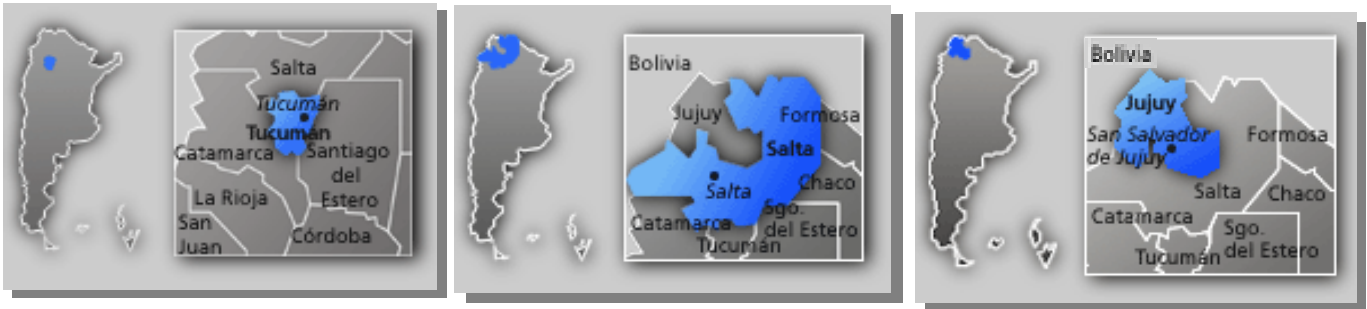 Salta
Tucumán
Tucumán
Catamarca
Santiago
del
Estero
La Rioja
San
Juan
Córdoba
Bolivia
Jujuy
Formosa
Salta
Salta
Chaco
Catamarca
Sgo.
del Estero
Tucumán
Bolivia
Jujuy
San Salvador
de Jujuy
Formosa
Salta
Chaco
Catamarca
Sgo.
del Estero
Tucumán